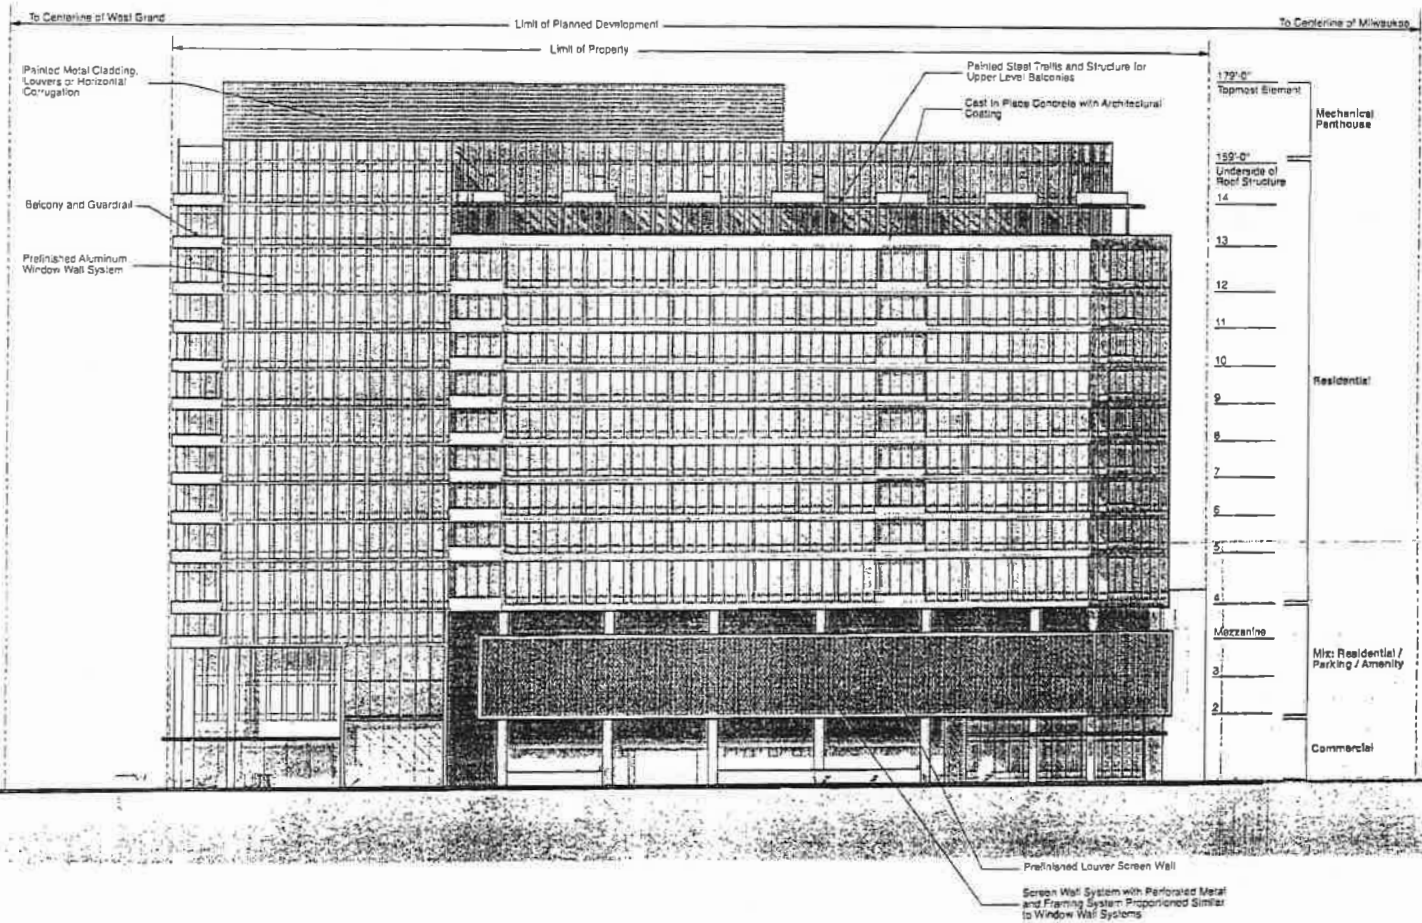 To Centerline of West Grand
Limit of Planned Development
To Centerline of Milwaukee
Limit of Property
Painted Metal Cladding,
Louvers or Horizontal
Corrugation
Painted Steel Trellis and Structure for
Upper Level Balconies
Cast In Place Concrete with Architectural
Coating
179'-0"
Topmost Element
Mechanical
Penthouse
159'-0"
Underside of
Roof Structure
14
Balcony and Guardrail
13
Prefinished Aluminum
Window Wall System
12
11
10
Residential
9
8
7
6
5
4
Mezzanine
Mix: Residential /
Parking / Amenity
3
2
Commercial
Prefinished Louver Screen Wall
Screen Wall System with Perforated Metal
and Framing System Proportioned Similar
to Window Wall Systems